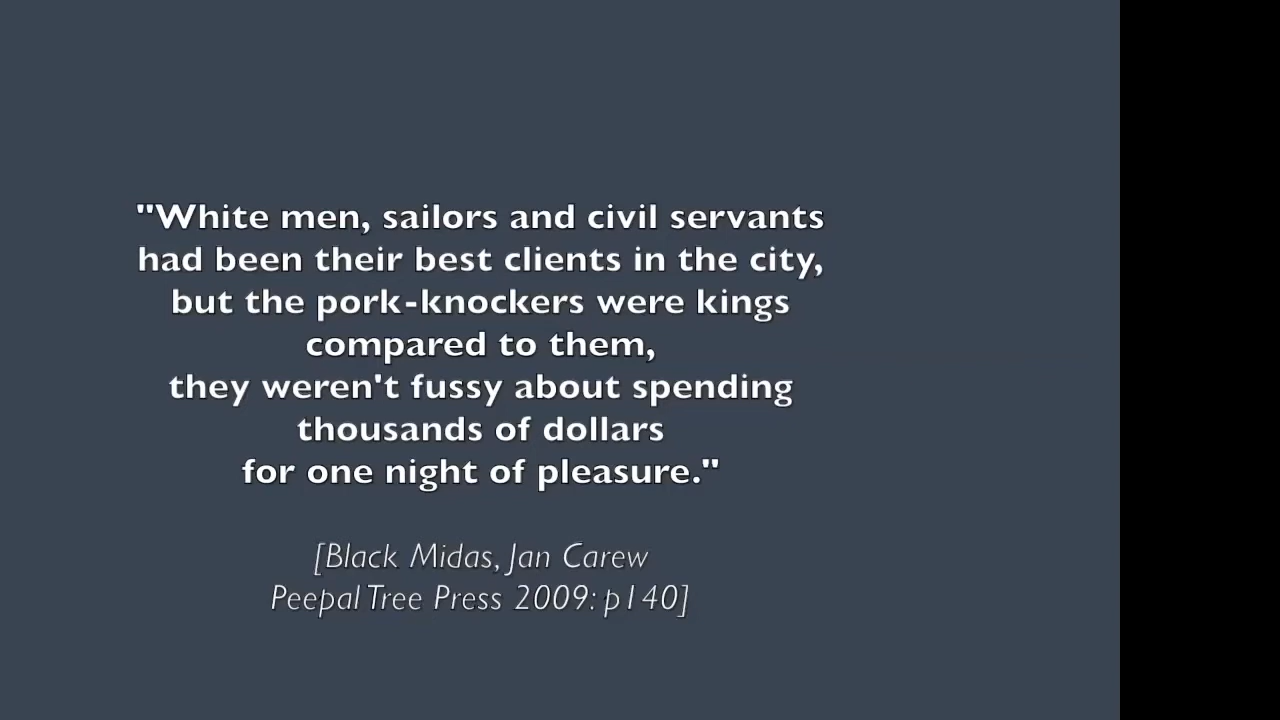 "White men, sailors and civil servants
had been their best clients in the city,
but the pork-knockers were kings
compared to them,
they weren't fussy about spending
thousands of dollars
for one night of pleasure."
[Black Midas, Jan Carew
Peepal Tree Press 2009: p140]